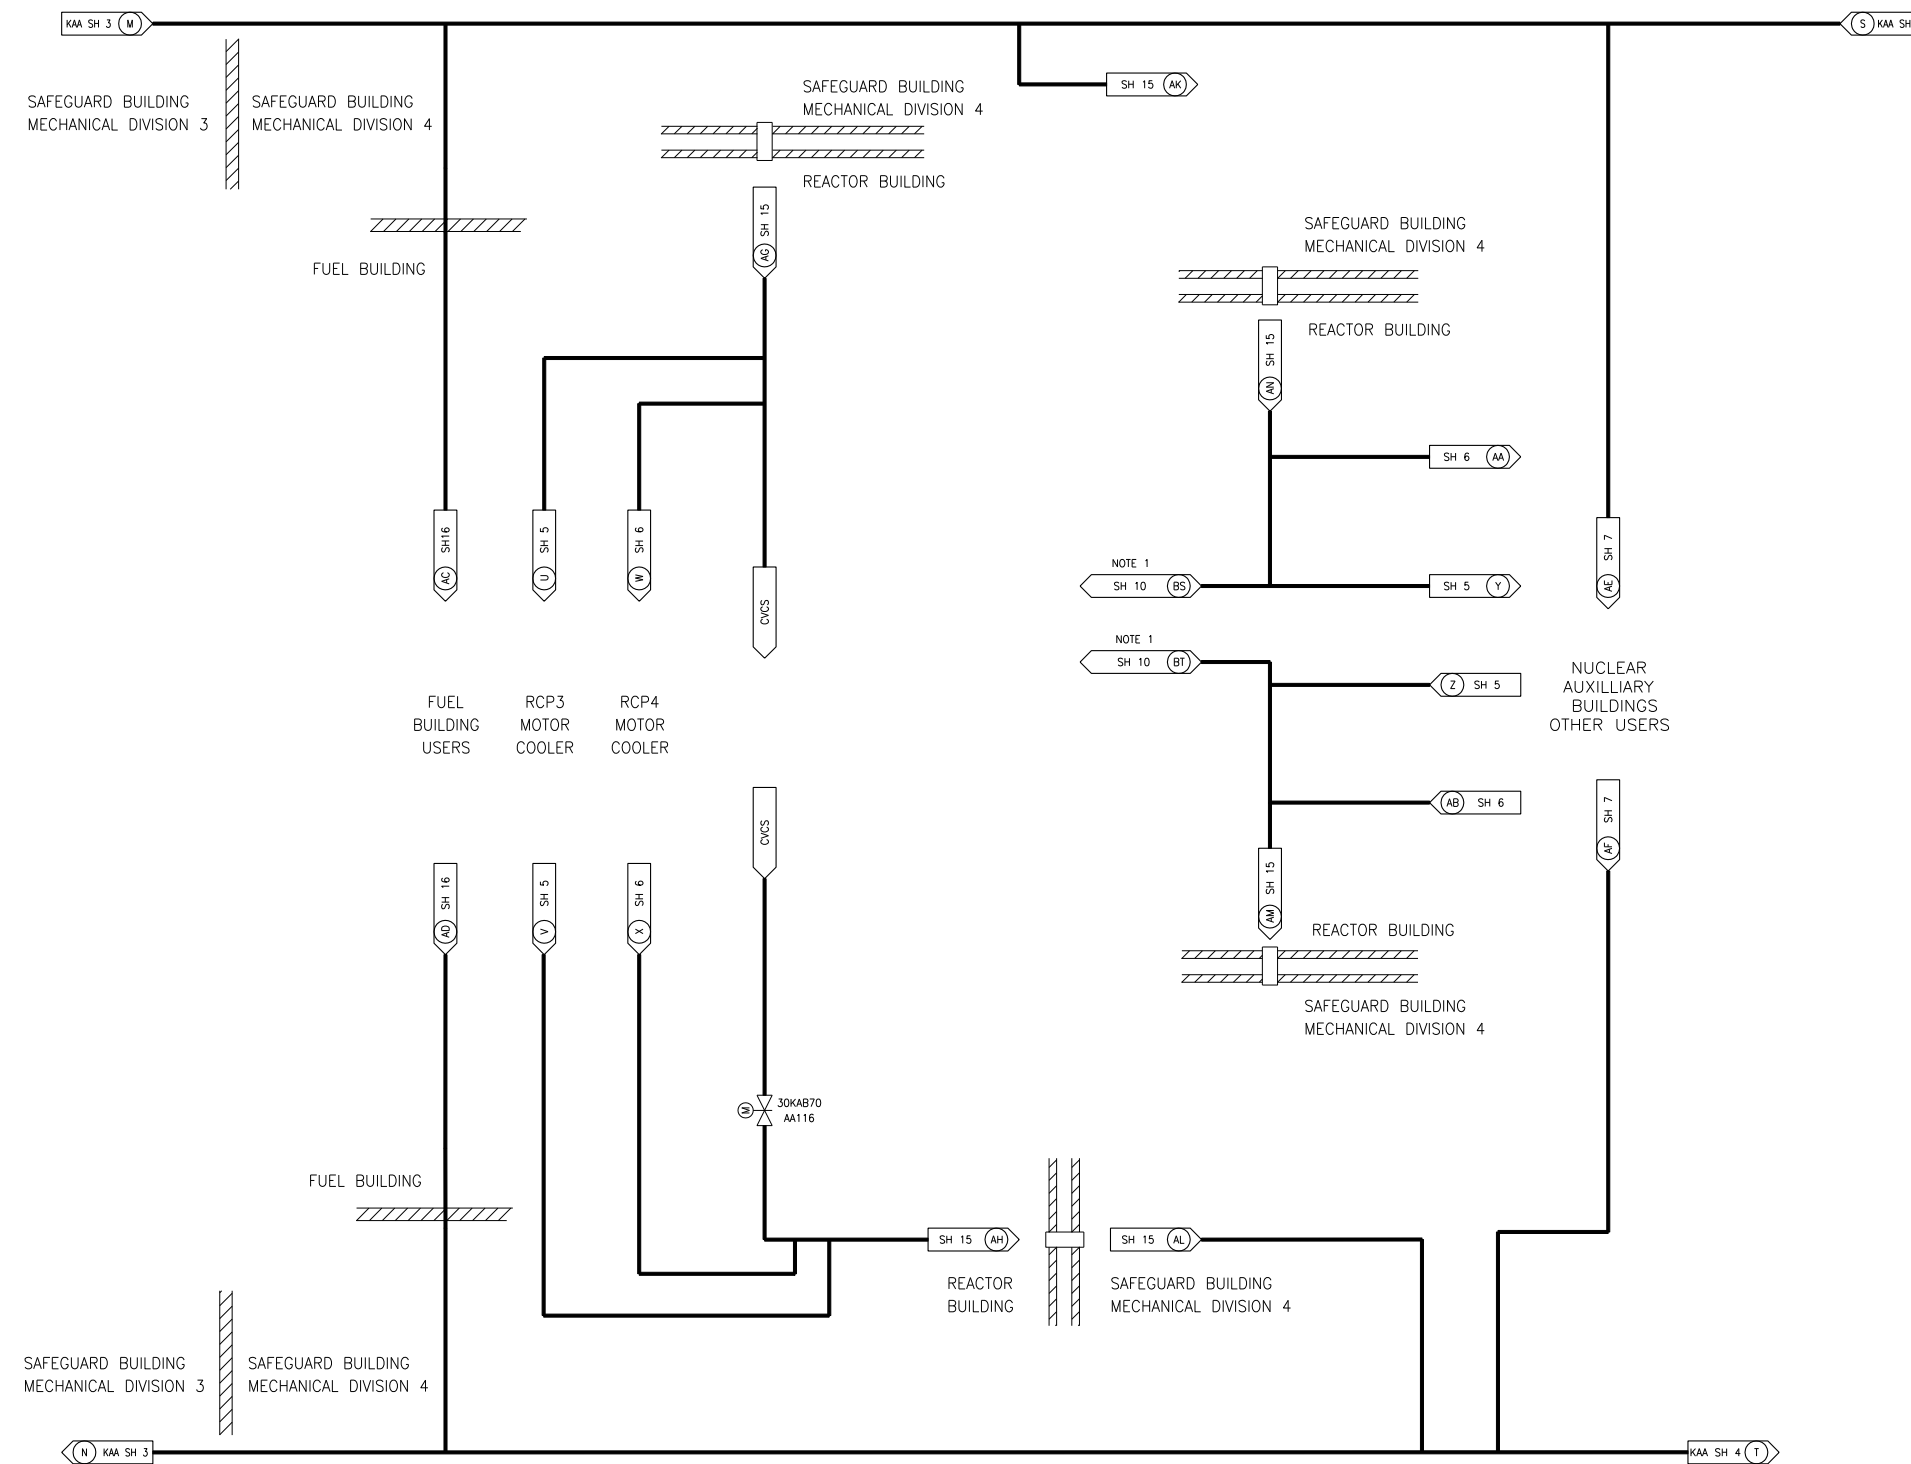 KAA SH 3 M
S KAA SH
SH 15 AK
SAFEGUARD BUILDING
MECHANICAL DIVISION 3
SAFEGUARD BUILDING
MECHANICAL DIVISION 4
SAFEGUARD BUILDING
MECHANICAL DIVISION 4
REACTOR BUILDING
AG SH 15
FUEL BUILDING
SAFEGUARD BUILDING
MECHANICAL DIVISION 4
REACTOR BUILDING
AN SH 15
SH 6 AA
AC SH16
U SH 5
W SH 6
CVCS
NOTE 1
SH 10 BS
SH 5 Y
AE SH 7
NOTE 1
SH 10 BT
Z SH 5
AB SH 6
FUEL
BUILDING
USERS
RCP3
MOTOR
COOLER
RCP4
MOTOR
COOLER
NUCLEAR
AUXILLIARY
BUILDINGS
OTHER USERS
CVCS
AF SH 7
AD SH 16
V SH 5
X SH 6
AM SH 15
REACTOR BUILDING
SAFEGUARD BUILDING
MECHANICAL DIVISION 4
M
30KAB70
AA116
FUEL BUILDING
SH 15 AH
SH 15 AL
REACTOR
BUILDING
SAFEGUARD BUILDING
MECHANICAL DIVISION 4
SAFEGUARD BUILDING
MECHANICAL DIVISION 3
SAFEGUARD BUILDING
MECHANICAL DIVISION 4
N KAA SH 3
KAA SH 4 T